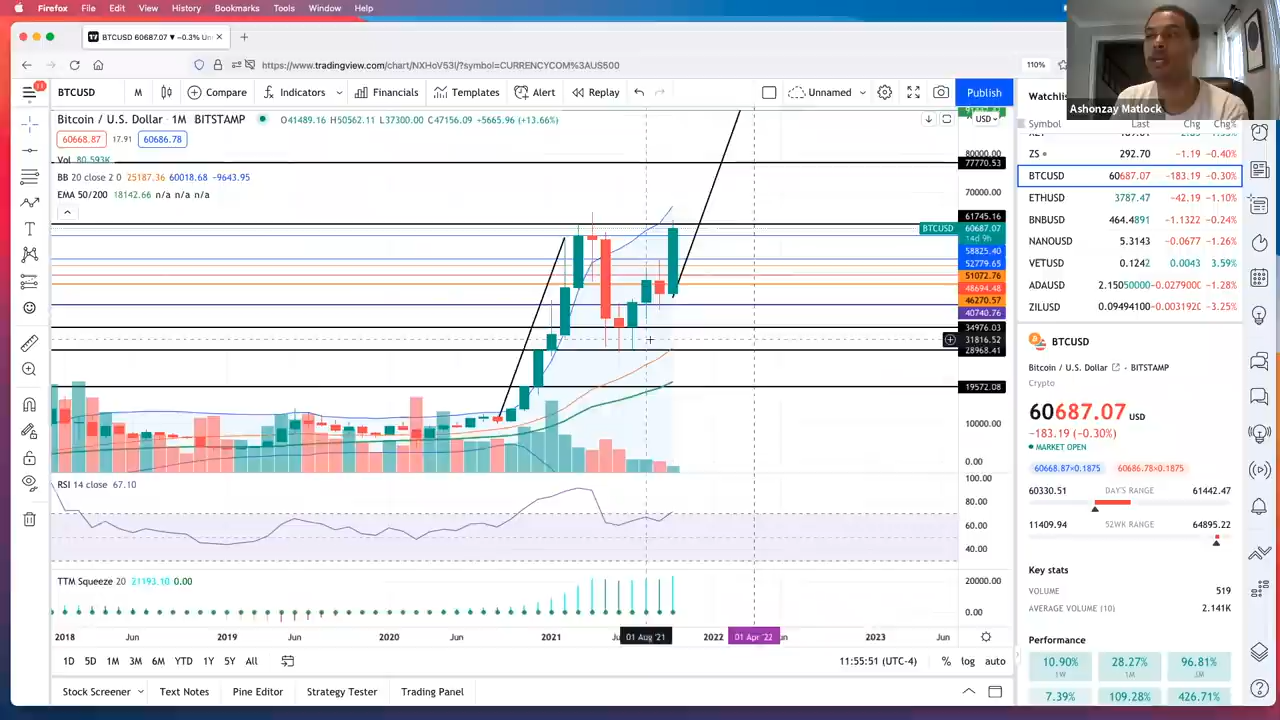 Firefox File Edit View History Bookmarks Tools Window Help
BTCUSD 60687.07 ▼ −0.3% Un
https://www.tradingview.com/chart/NXHoV53l/?symbol=CURRENCYCOM%3AUS500
110%
Ashonzay Matlock
11
BTCUSD M Compare Indicators Financials Templates Alert Replay Unnamed Publish
Bitcoin / U.S. Dollar · 1M BITSTAMP H50562.11 C47156.09 +5665.96 (+13.66%)
USD
60668.87 17.91 60686.78
Vol 80.593K
BB 20 close 2 0 25187.36 60018.68 −9643.95
EMA 50/200 18142.66 n/a n/a n/a
80000.00
77770.53
70000.00
61745.16
BTCUSD 60687.07
14d 9h
58825.40
52779.65
51072.76
48694.48
46270.57
40740.76
34976.03
31816.52
28968.41
19572.08
10000.00
0.00
RSI 14 close 67.10
100.00
80.00
60.00
40.00
TTM Squeeze 20 21193.10 0.00
20000.00
0.00
2018 Jun 2019 Jun 2020 Jun 2021 01 Aug '21 2022 01 Apr '22 2023 Jun
1D 5D 1M 3M 6M YTD 1Y 5Y All
11:55:51 (UTC-4) % log auto
Stock Screener Text Notes Pine Editor Strategy Tester Trading Panel
Watchlis
Symbol Last Chg Chg%
ZS 292.70 −1.19 −0.40%
BTCUSD 60687.07 −183.19 −0.30%
ETHUSD 3787.47 −42.19 −1.10%
BNBUSD 464.4891 −1.1322 −0.24%
NANOUSD 5.3143 −0.0677 −1.26%
VETUSD 0.1242 0.0043 3.59%
ADAUSD 2.15050000 −0.0279000 −1.28%
ZILUSD 0.09494100 −0.0031920 −3.25%
BTCUSD
Bitcoin / U.S. Dollar • BITSTAMP
Crypto
60687.07 USD
−183.19 (−0.30%)
MARKET OPEN
60668.87×0.1875 60686.78×0.1875
60330.51 DAY'S RANGE 61442.47
11409.94 52WK RANGE 64895.22
Key stats
VOLUME 519
AVERAGE VOLUME (10) 2.141K
Performance
10.90% 28.27% 96.81%
1W 1M
7.39% 109.28% 426.71%